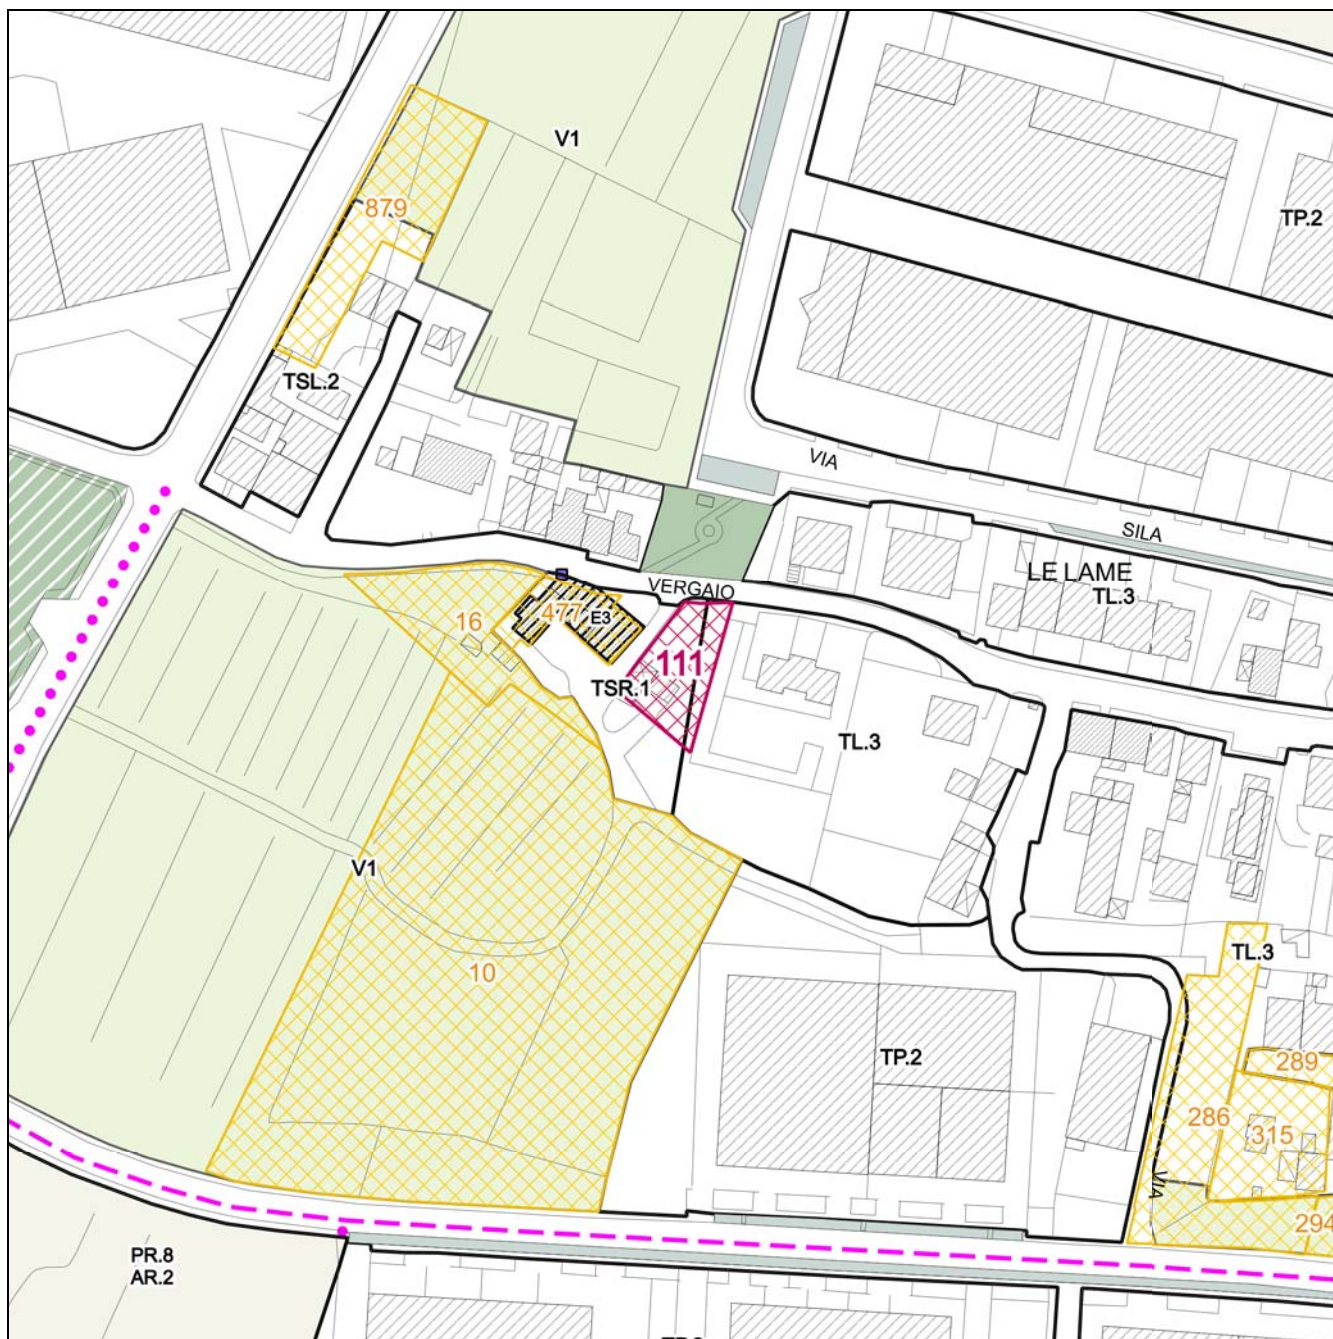 V1
879
TP.2
TSL.2
VIA
SILA
LE LAME
TL.3
VERGAIO
16
477
E3
111
TSR.1
TL.3
V1
10
TL.3
TP.2
289
286
315
VIA
294
PR.8
AR.2